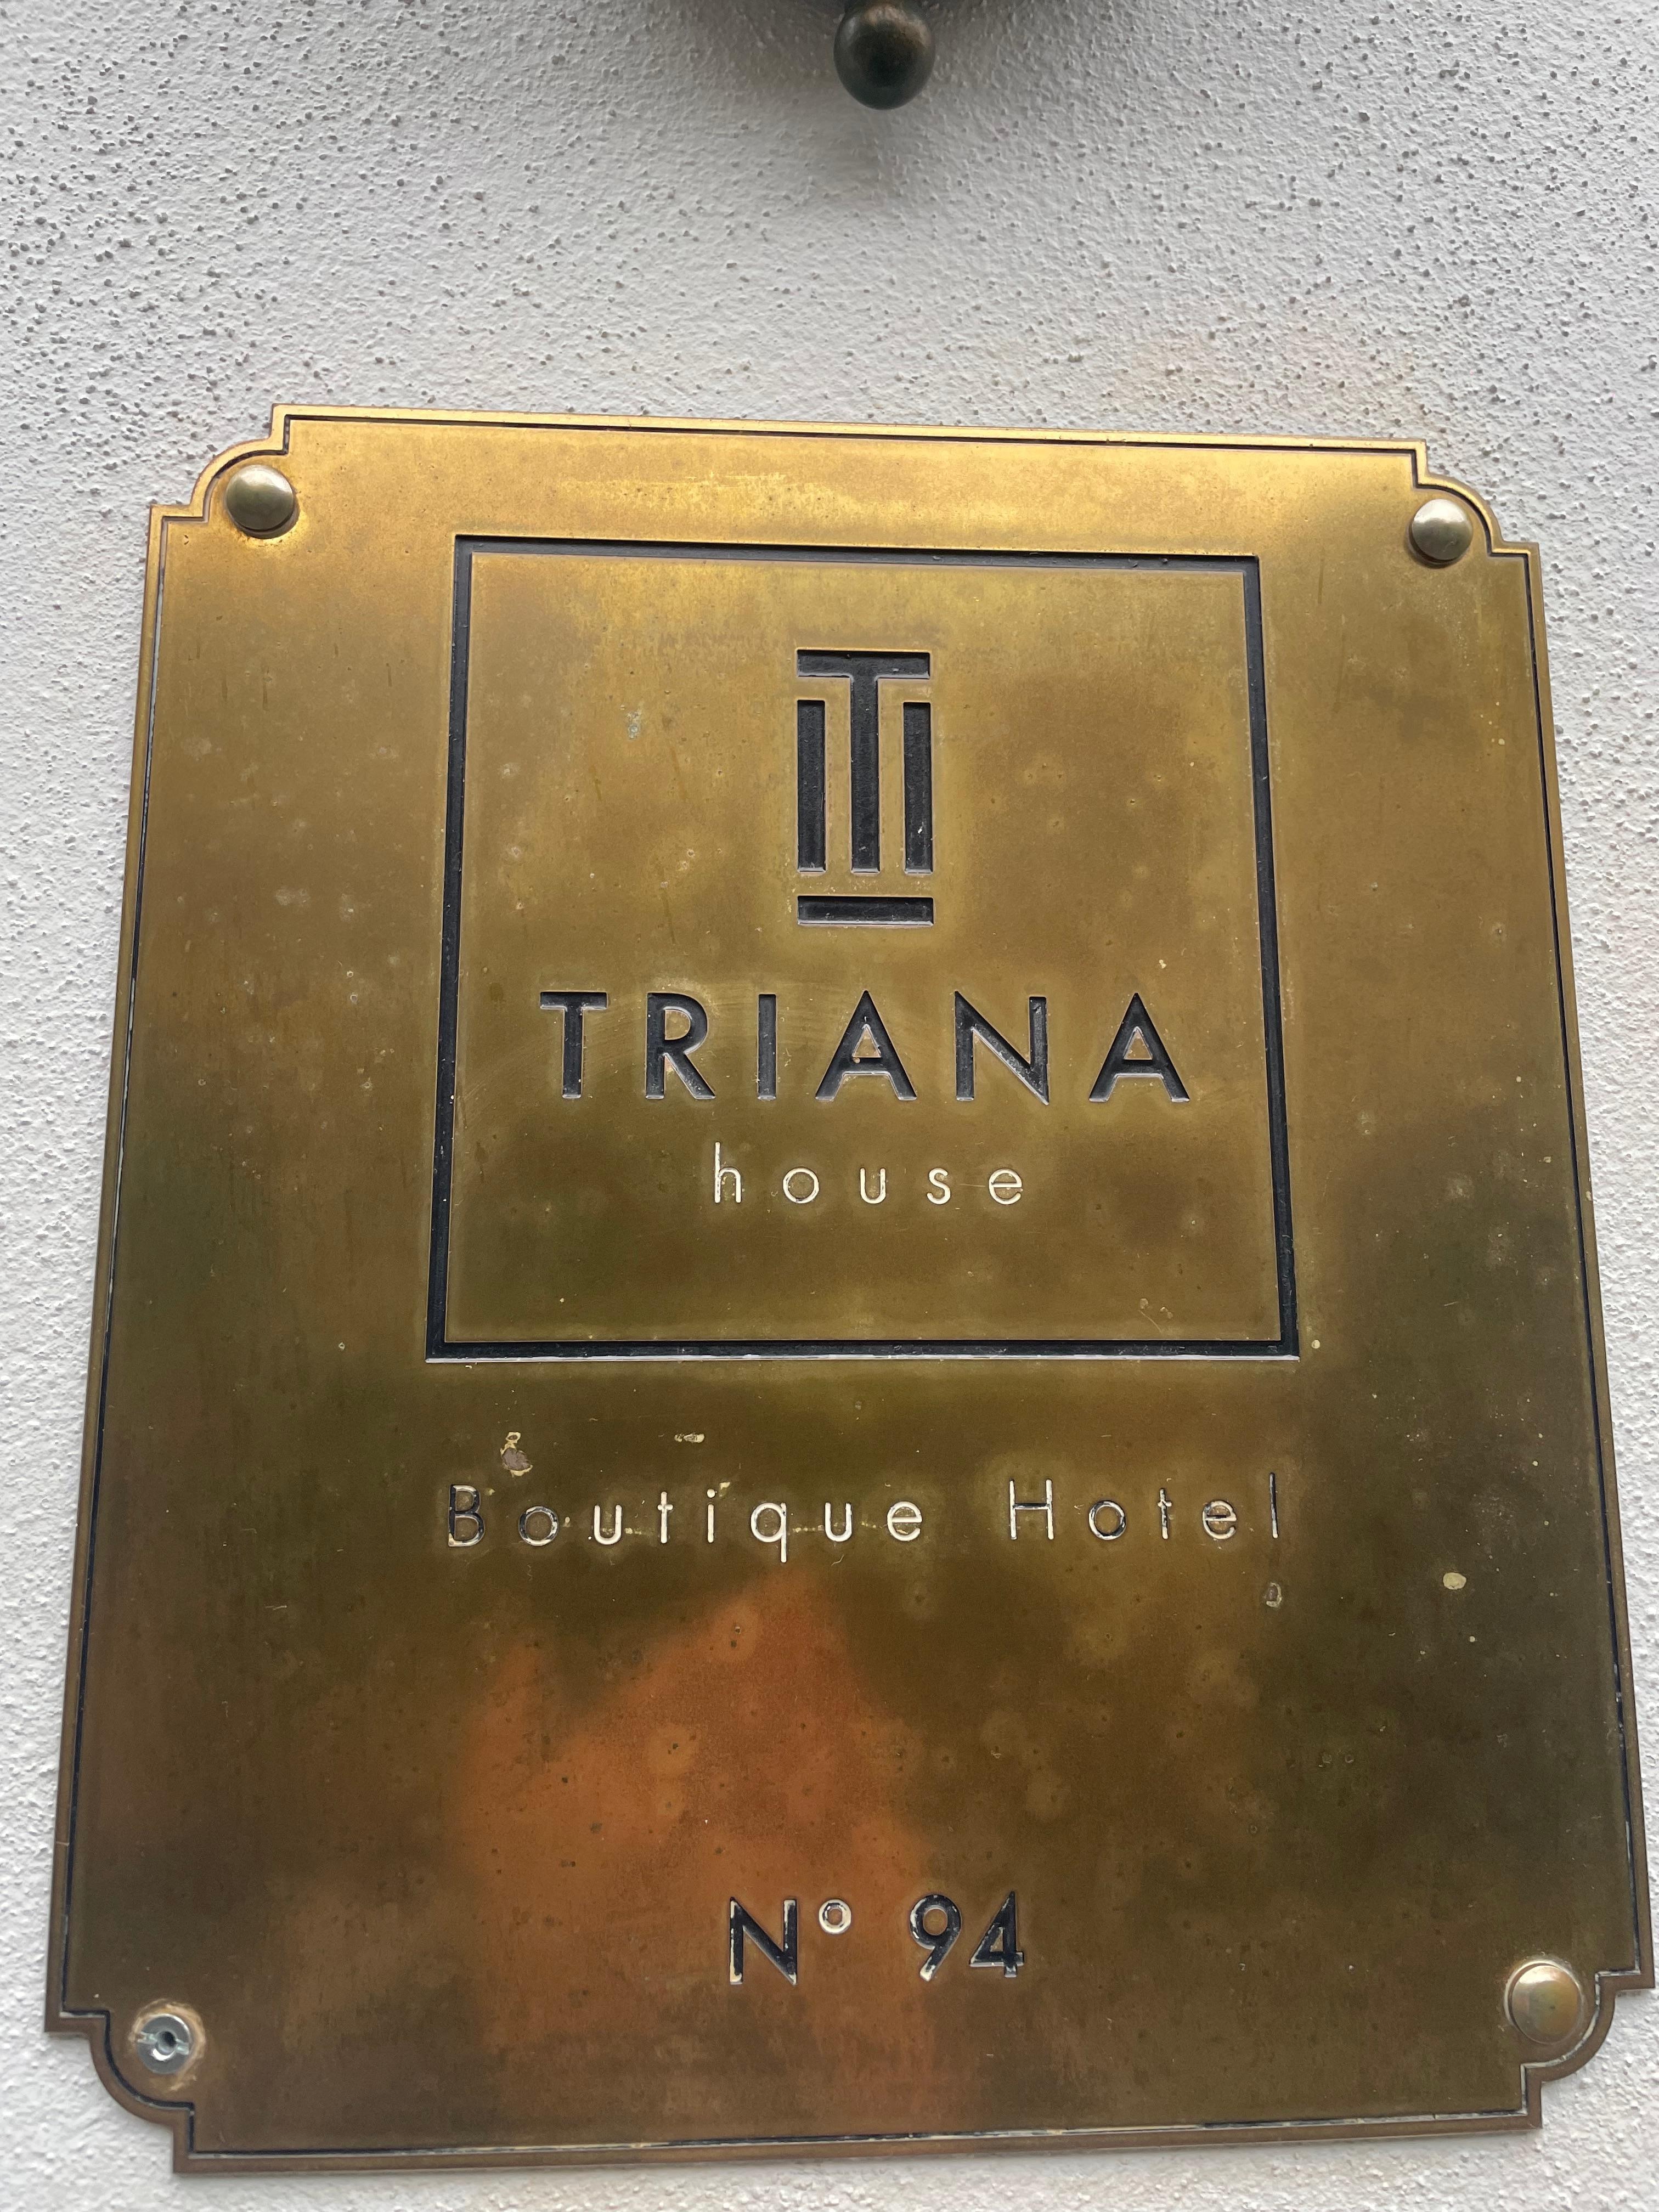 TRIANA
house
Boutique Hotel
Nº 94